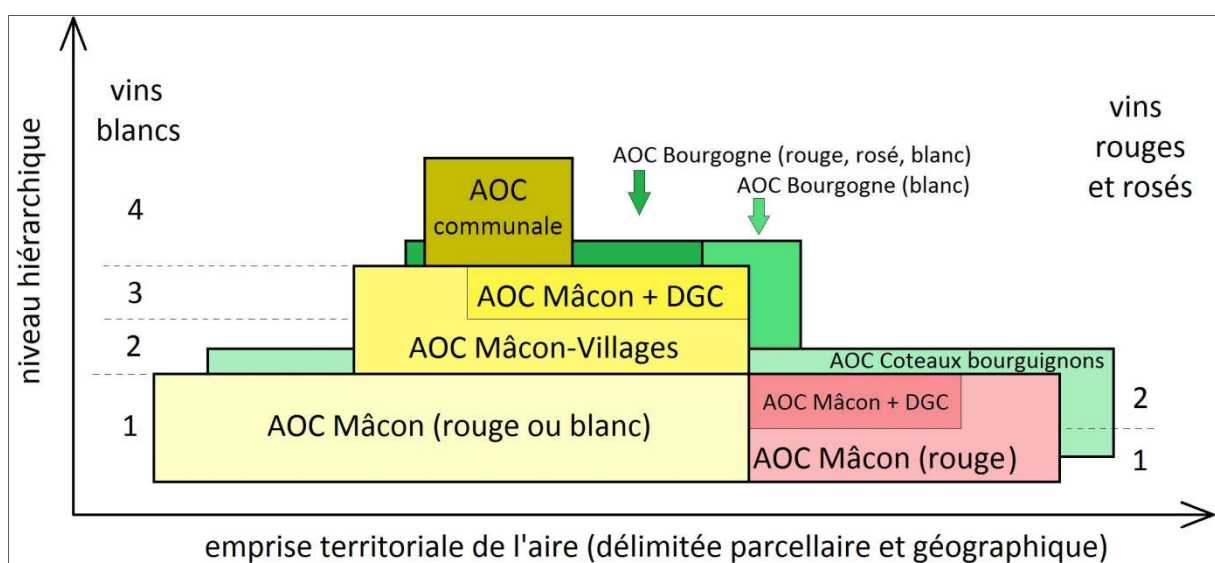 niveau hiérarchique
vins
blancs
4
3
2
1
AOC Bourgogne (rouge, rosé, blanc)
AOC Bourgogne (blanc)
vins
rouges
et rosés
AOC
communale
AOC Mâcon + DGC
AOC Mâcon-Villages
AOC Coteaux bourguignons
AOC Mâcon (rouge ou blanc)
AOC Mâcon + DGC
AOC Mâcon (rouge)
2
1
emprise territoriale de l'aire (délimitée parcellaire et géographique)